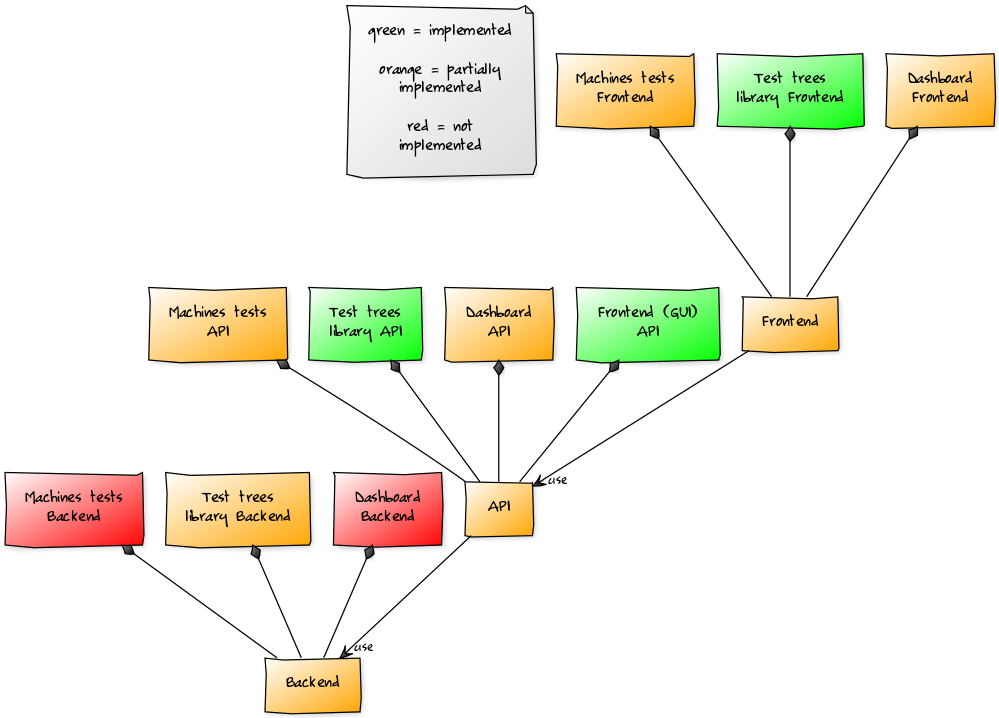 green = implemented
orange = partially
implemented
red = not
implemented
Machines tests
Frontend
Test trees
library Frontend
Dashboard
Frontend
Machines tests
API
Test trees
library API
Dashboard
API
Frontend (GUI)
API
Frontend
Machines tests
Backend
Test trees
library Backend
Dashboard
Backend
API
use
Backend
use